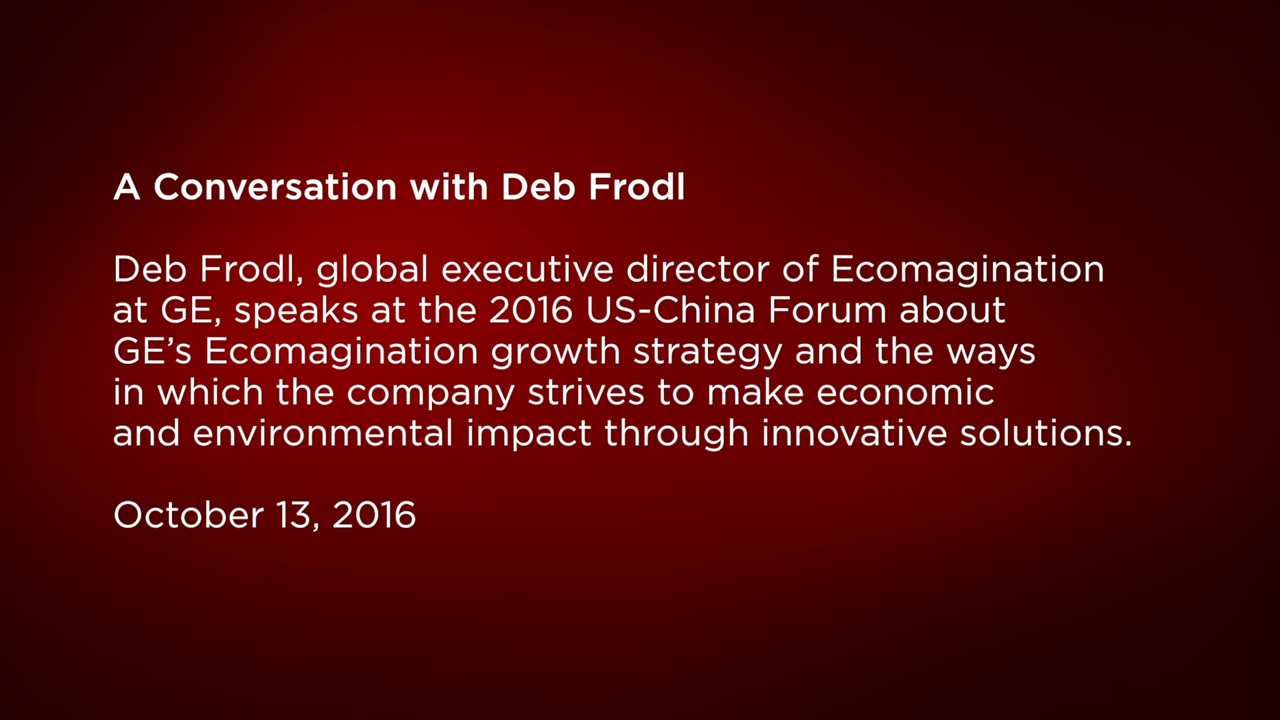 A Conversation with Deb Frodl
Deb Frodl, global executive director of Ecomagination
at GE, speaks at the 2016 US-China Forum about
GE’s Ecomagination growth strategy and the ways
in which the company strives to make economic
and environmental impact through innovative solutions.
October 13, 2016